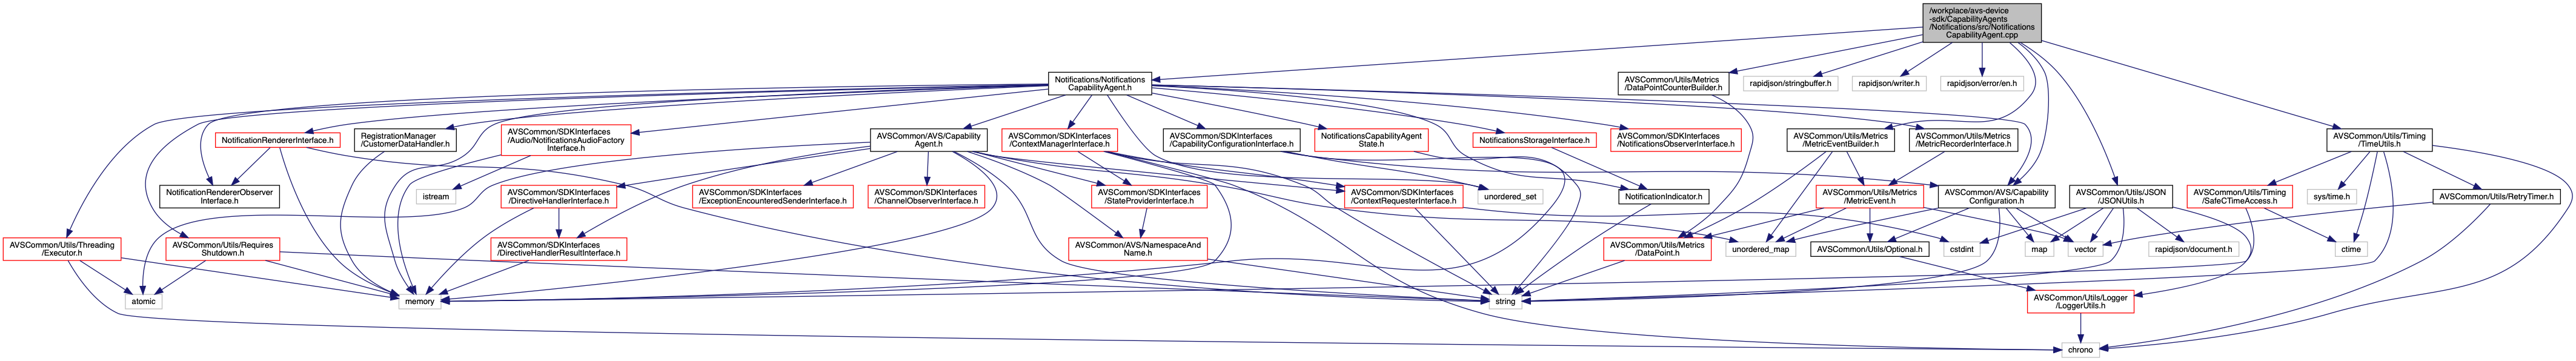 /workplace/avs-device
-sdk/CapabilityAgents
/Notifications/src/Notifications
CapabilityAgent.cpp
Notifications/Notifications
CapabilityAgent.h
AVSCommon/Utils/Metrics
/DataPointCounterBuilder.h
rapidjson/stringbuffer.h
rapidjson/writer.h
rapidjson/error/en.h
NotificationRendererInterface.h
RegistrationManager
/CustomerDataHandler.h
AVSCommon/SDKInterfaces
/Audio/NotificationsAudioFactory
Interface.h
AVSCommon/AVS/Capability
Agent.h
AVSCommon/SDKInterfaces
/ContextManagerInterface.h
AVSCommon/SDKInterfaces
/CapabilityConfigurationInterface.h
NotificationsCapabilityAgent
State.h
NotificationsStorageInterface.h
AVSCommon/SDKInterfaces
/NotificationsObserverInterface.h
AVSCommon/Utils/Metrics
/MetricEventBuilder.h
AVSCommon/Utils/Metrics
/MetricRecorderInterface.h
AVSCommon/Utils/Timing
/TimeUtils.h
NotificationRendererObserver
Interface.h
istream
AVSCommon/SDKInterfaces
/DirectiveHandlerInterface.h
AVSCommon/SDKInterfaces
/ExceptionEncounteredSenderInterface.h
AVSCommon/SDKInterfaces
/ChannelObserverInterface.h
AVSCommon/SDKInterfaces
/StateProviderInterface.h
AVSCommon/SDKInterfaces
/ContextRequesterInterface.h
unordered_set
NotificationIndicator.h
AVSCommon/Utils/Metrics
/MetricEvent.h
AVSCommon/AVS/Capability
Configuration.h
AVSCommon/Utils/JSON
/JSONUtils.h
AVSCommon/Utils/Timing
/SafeCTimeAccess.h
sys/time.h
AVSCommon/Utils/RetryTimer.h
AVSCommon/Utils/Threading
/Executor.h
AVSCommon/Utils/Requires
Shutdown.h
AVSCommon/SDKInterfaces
/DirectiveHandlerResultInterface.h
AVSCommon/AVS/NamespaceAnd
Name.h
AVSCommon/Utils/Metrics
/DataPoint.h
unordered_map
AVSCommon/Utils/Optional.h
cstdint
map
vector
rapidjson/document.h
ctime
atomic
memory
string
AVSCommon/Utils/Logger
/LoggerUtils.h
chrono